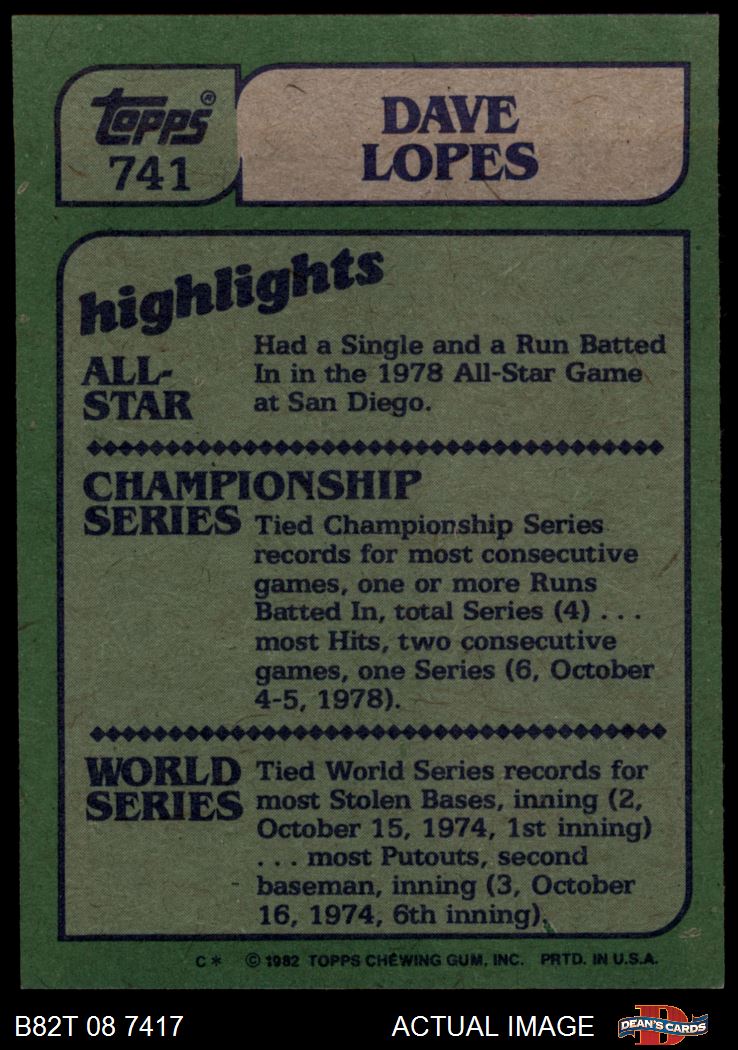 Topps®
741
DAVE
LOPES
highlights
ALL-
STAR
Had a Single and a Run Batted
In in the 1978 All-Star Game
at San Diego.
CHAMPIONSHIP
SERIES
Tied Championship Series
records for most consecutive
games, one or more Runs
Batted In, total Series (4) . . .
most Hits, two consecutive
games, one Series (6, October
4-5, 1978).
WORLD
SERIES
Tied World Series records for
most Stolen Bases, inning (2,
October 15, 1974, 1st inning)
. . . most Putouts, second
baseman, inning (3, October
16, 1974, 6th inning).
C* © 1982 TOPPS CHEWING GUM, INC. PRTD. IN U.S.A.
B82T 08 7417
ACTUAL IMAGE
D
DEAN'S CARDS